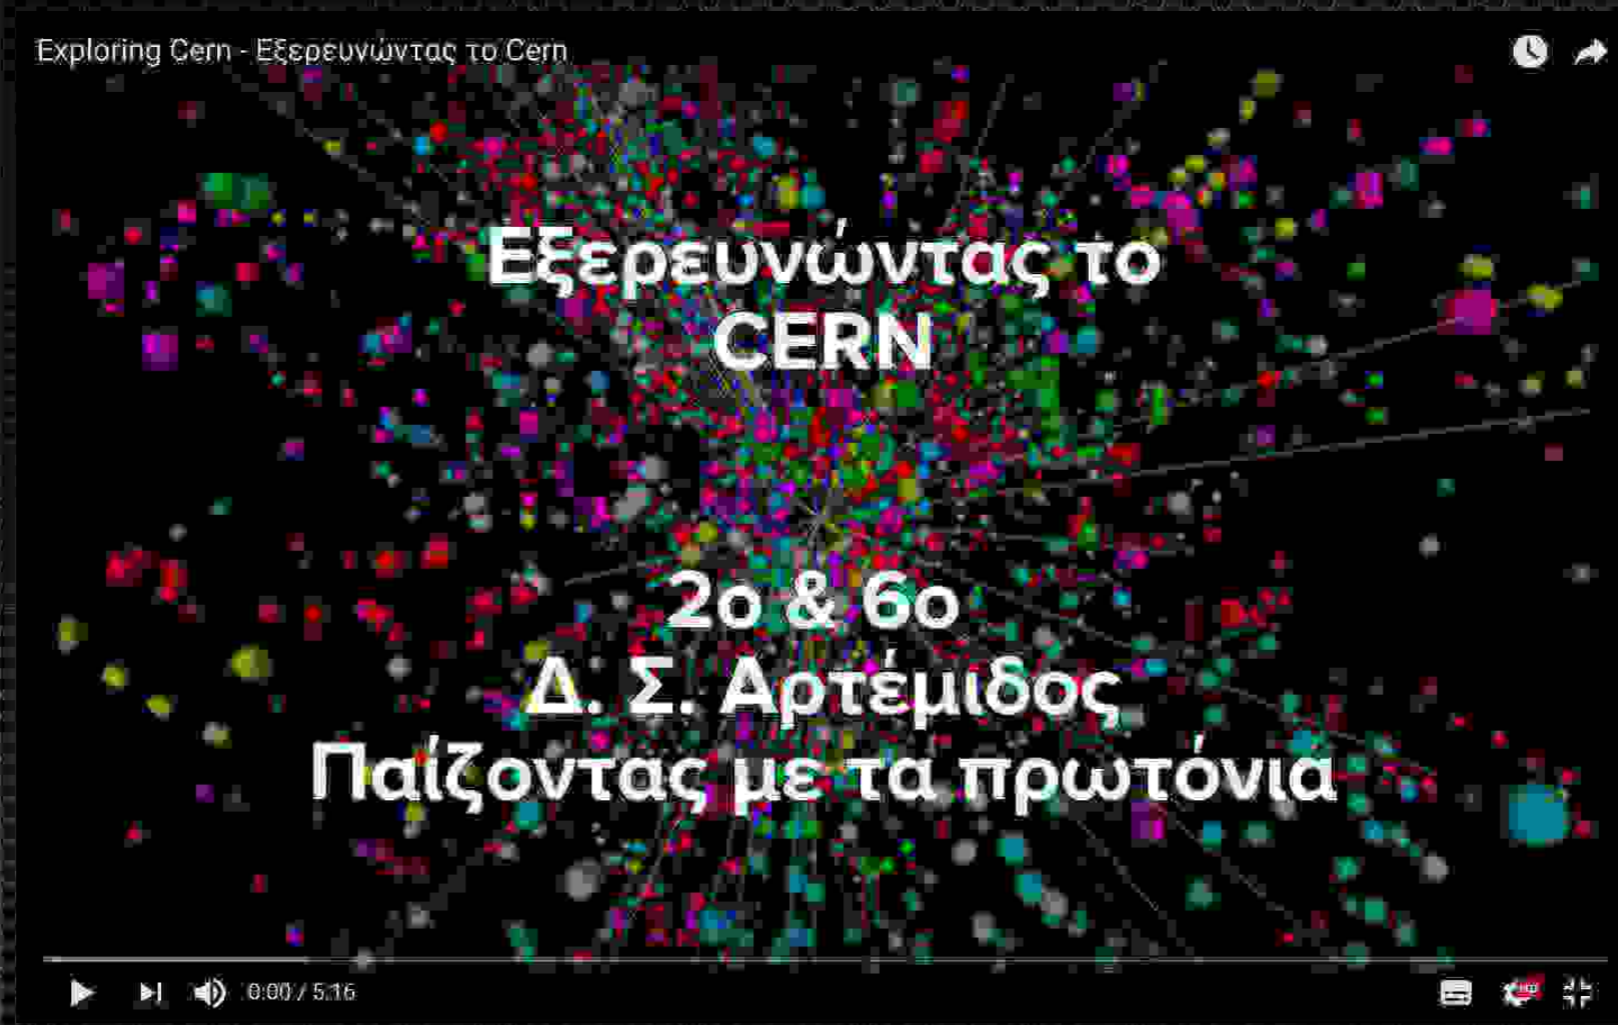 Exploring Cern - Εξερευνώντας το Cern
Εξερευνώντας το
CERN
2ο & 6ο
Δ. Σ. Αρτέμιδος
Παίζοντας με τα πρωτόνια
0:00 / 5:16
HD